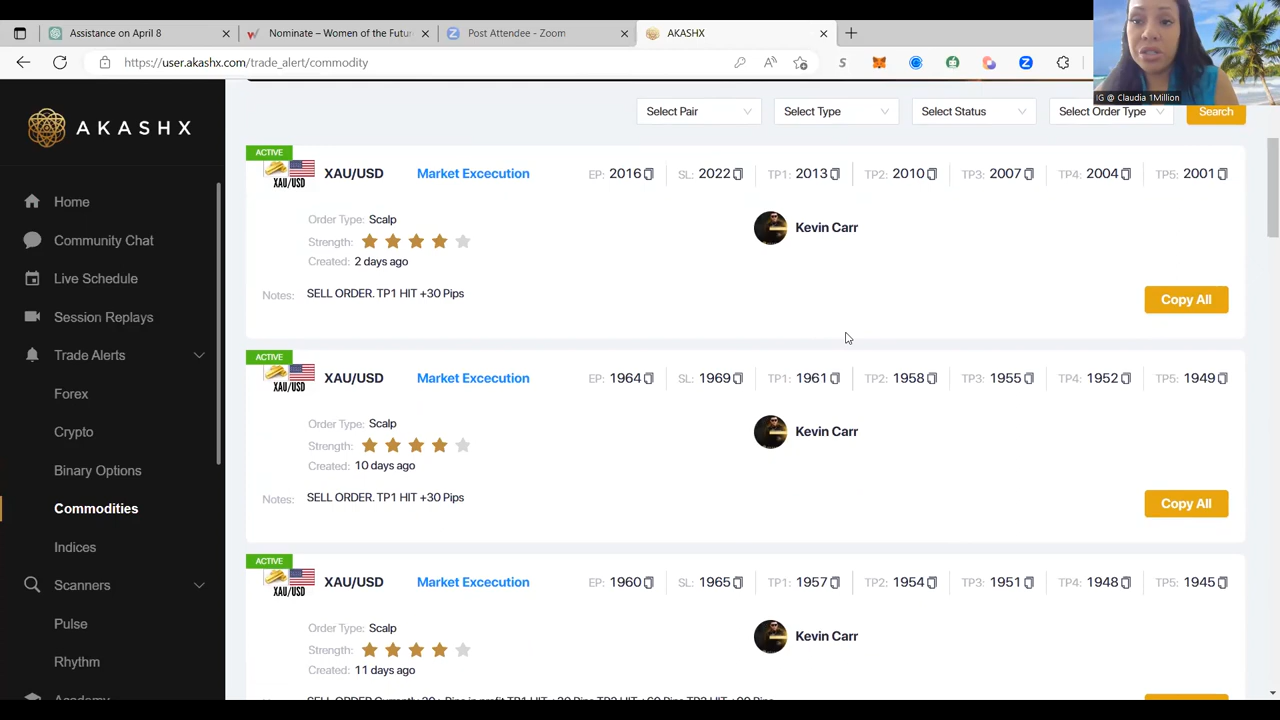 Assistance on April 8
Nominate – Women of the Futu
Post Attendee - Zoom
AKASHX
https://user.akashx.com/trade_alert/commodity
IG @ Claudia 1Million
AKASHX
Home
Community Chat
Live Schedule
Session Replays
Trade Alerts
Forex
Crypto
Binary Options
Commodities
Indices
Scanners
Pulse
Rhythm
Academy
Select Pair
Select Type
Select Status
Select Order Type
Search
ACTIVE
XAU/USD
XAU/USD
Market Excecution
EP: 2016
SL: 2022
TP1: 2013
TP2: 2010
TP3: 2007
TP4: 2004
TP5: 2001
Order Type: Scalp
Strength:
Created: 2 days ago
Kevin Carr
Notes: SELL ORDER. TP1 HIT +30 Pips
Copy All
ACTIVE
XAU/USD
XAU/USD
Market Excecution
EP: 1964
SL: 1969
TP1: 1961
TP2: 1958
TP3: 1955
TP4: 1952
TP5: 1949
Order Type: Scalp
Strength:
Created: 10 days ago
Kevin Carr
Notes: SELL ORDER. TP1 HIT +30 Pips
Copy All
ACTIVE
XAU/USD
XAU/USD
Market Excecution
EP: 1960
SL: 1965
TP1: 1957
TP2: 1954
TP3: 1951
TP4: 1948
TP5: 1945
Order Type: Scalp
Strength:
Created: 11 days ago
Kevin Carr
SELL ORDER